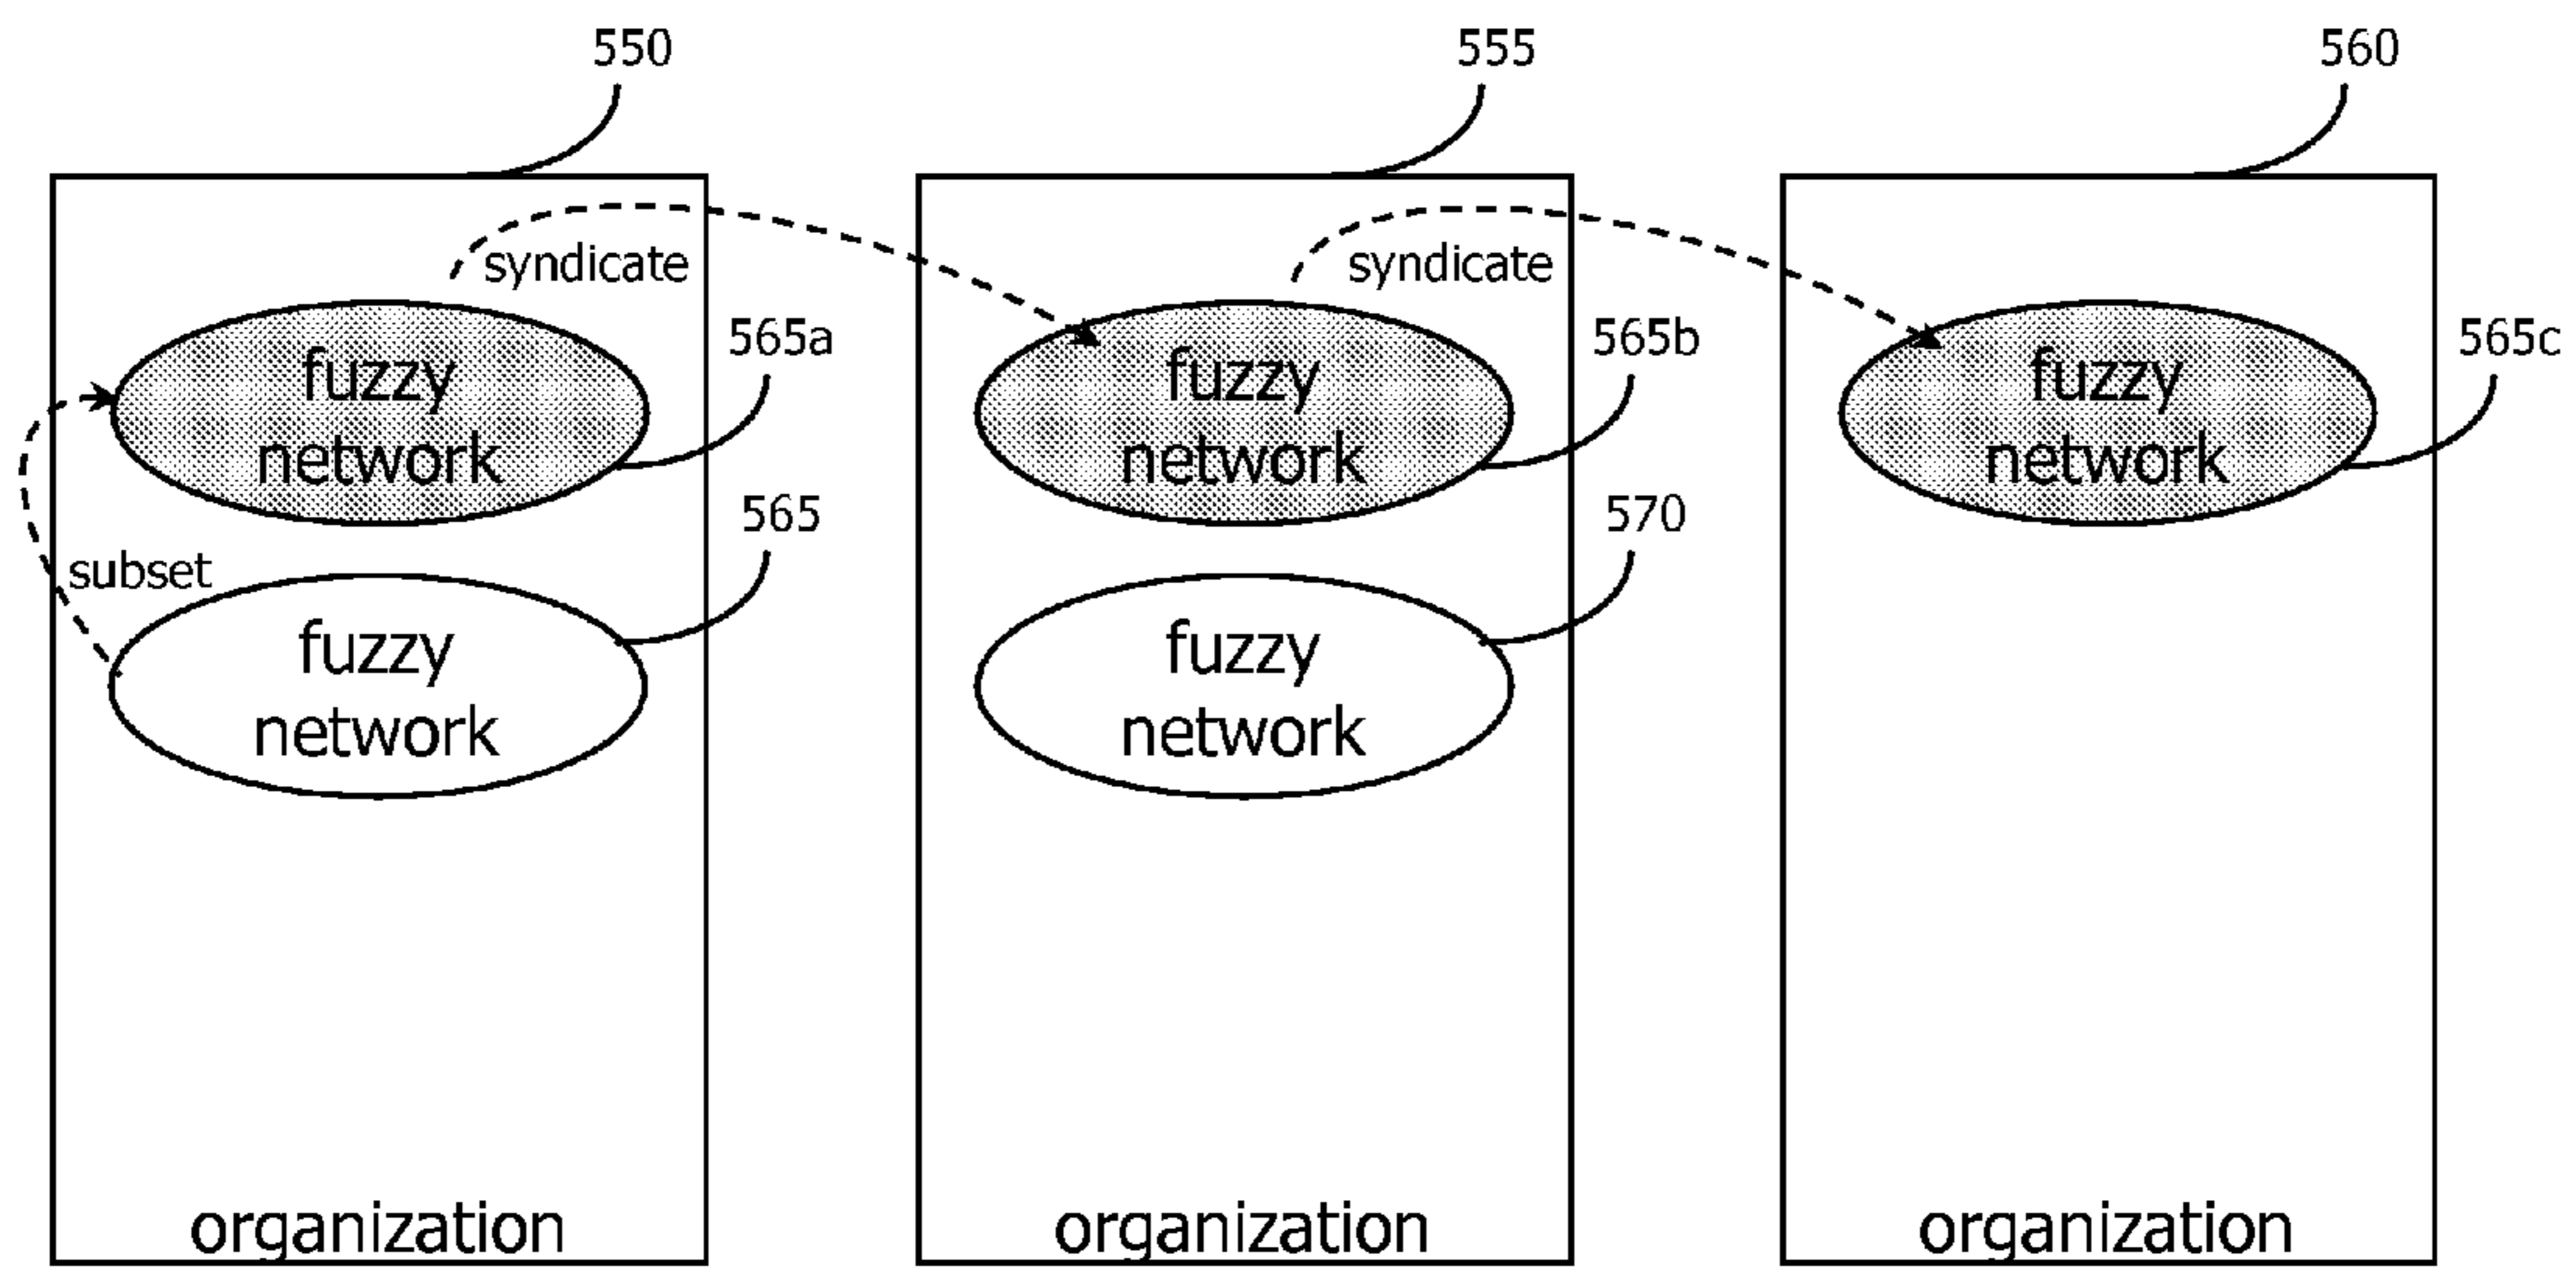 550
555
560
syndicate
syndicate
565a
565b
565c
fuzzy
network
fuzzy
network
fuzzy
network
565
570
subset
fuzzy
network
fuzzy
network
organization
organization
organization